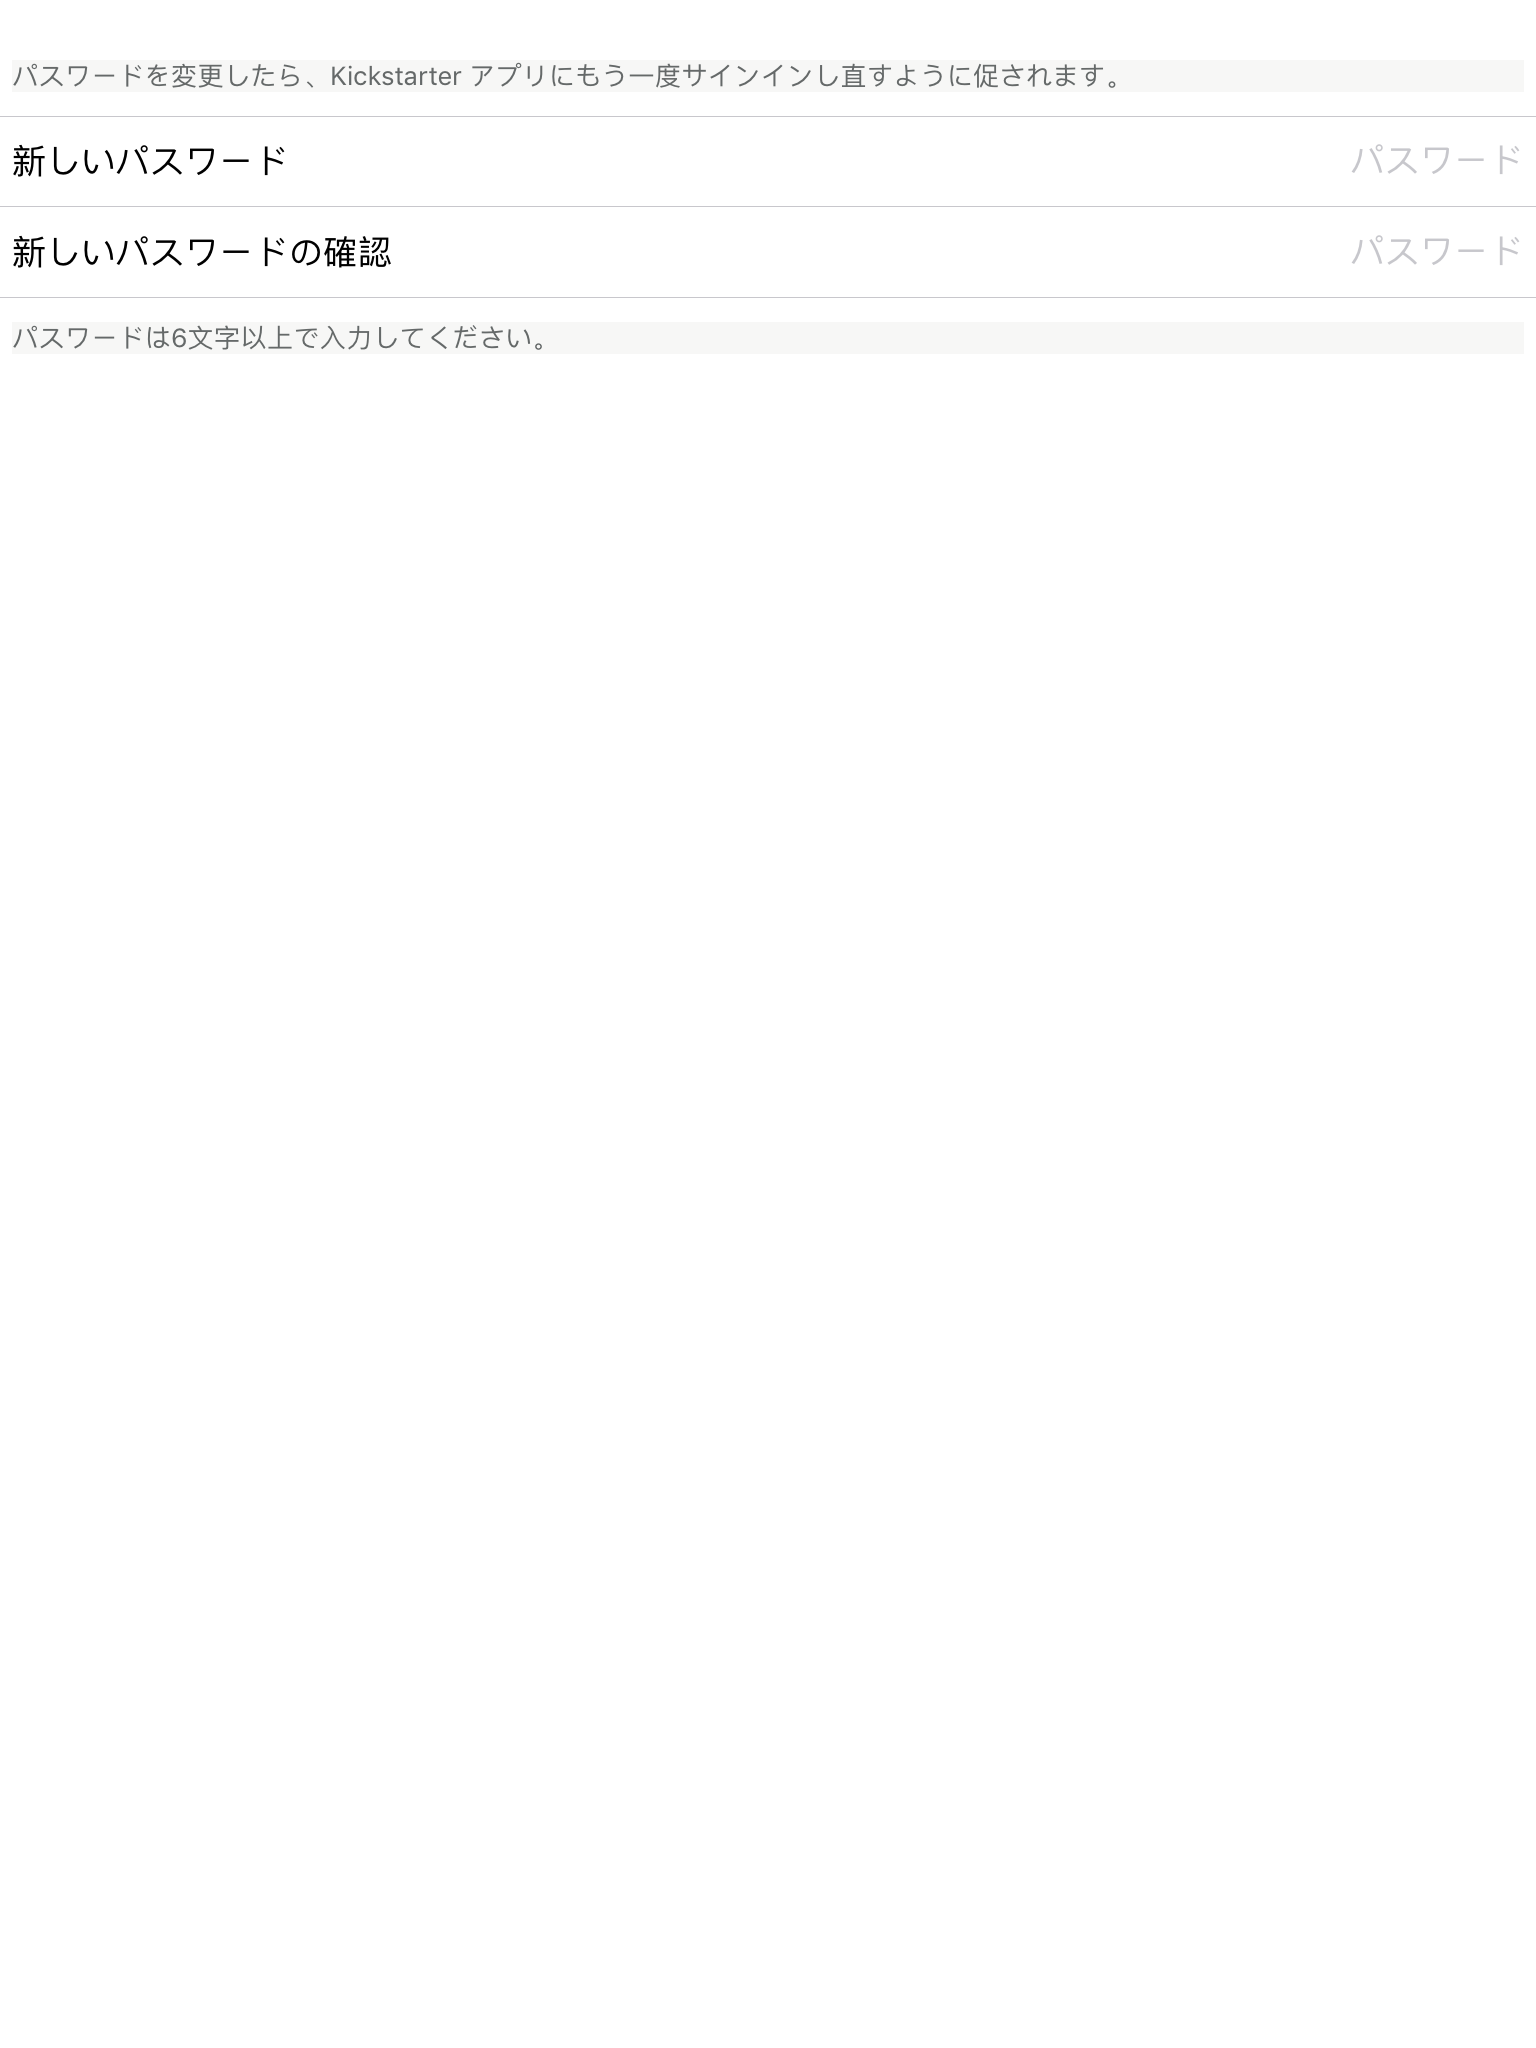 パスワードを変更したら、Kickstarter アプリにもう一度サインインし直すように促されます。
新しいパスワード パスワード
新しいパスワードの確認 パスワード
パスワードは6文字以上で入力してください。